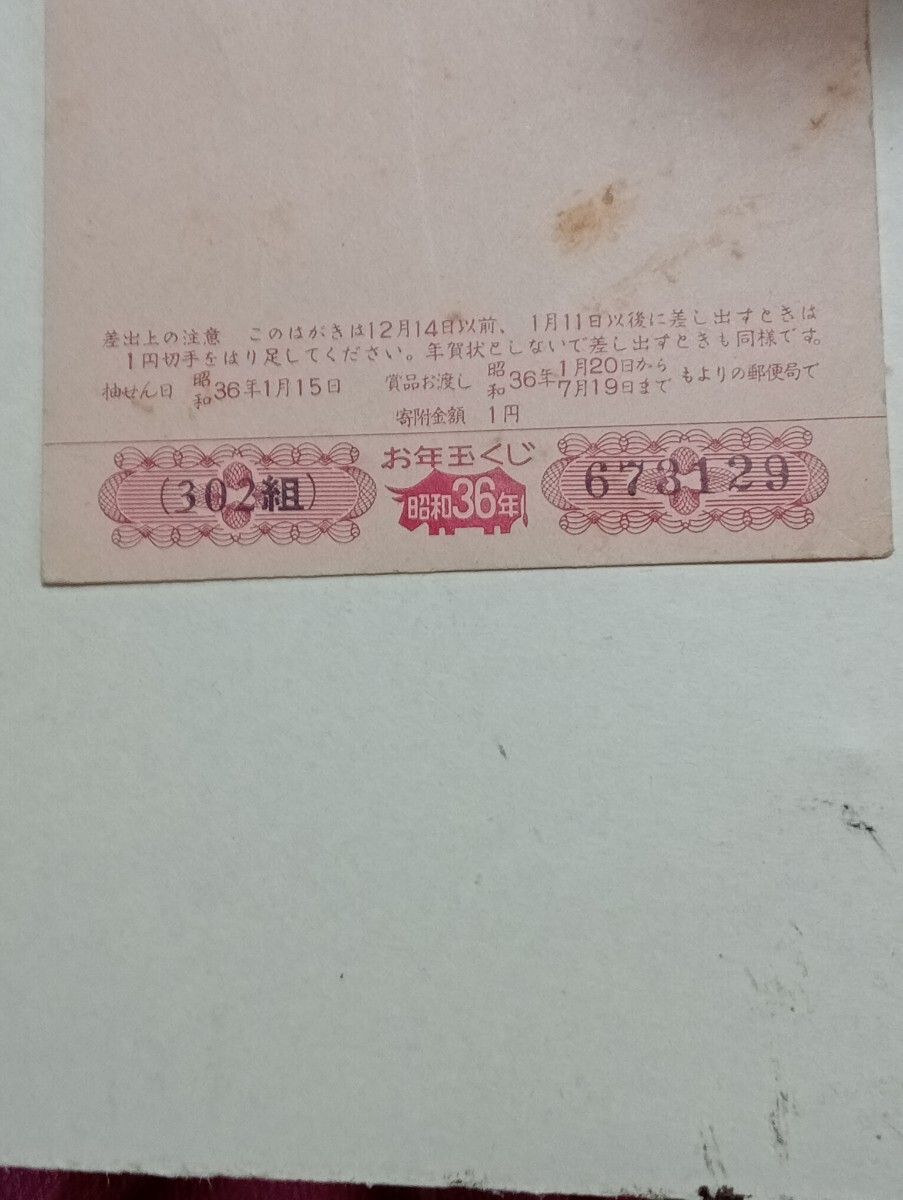 差出上の注意 このはがきは12月14日以前、1月11日以後に差し出すときは
1円切手をはり足してください。年賀状としないで差し出すときも同様です。
抽せん日 昭和36年1月15日 賞品お渡し 昭和36年1月20日から7月19日まで もよりの郵便局で
寄附金額 1円
お年玉くじ
(302組) 昭和36年 673129